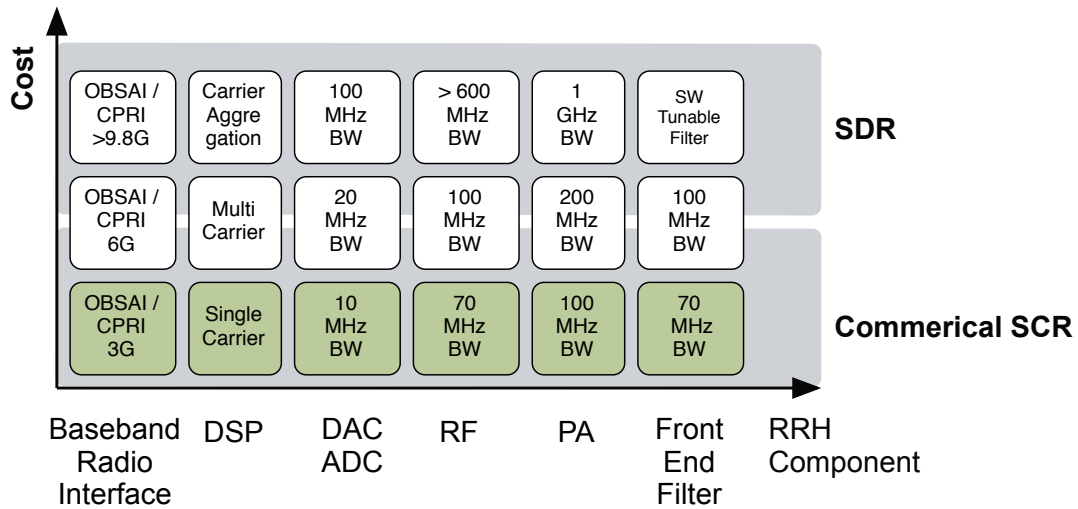 Cost
OBSAI /
CPRI
>9.8G
Carrier
Aggre
gation
100
MHz
BW
> 600
MHz
BW
1
GHz
BW
SW
Tunable
Filter
SDR
OBSAI /
CPRI
6G
Multi
Carrier
20
MHz
BW
100
MHz
BW
200
MHz
BW
100
MHz
BW
OBSAI /
CPRI
3G
Single
Carrier
10
MHz
BW
70
MHz
BW
100
MHz
BW
70
MHz
BW
Commerical SCR
Baseband
Radio
Interface
DSP
DAC
ADC
RF
PA
Front
End
Filter
RRH
Component